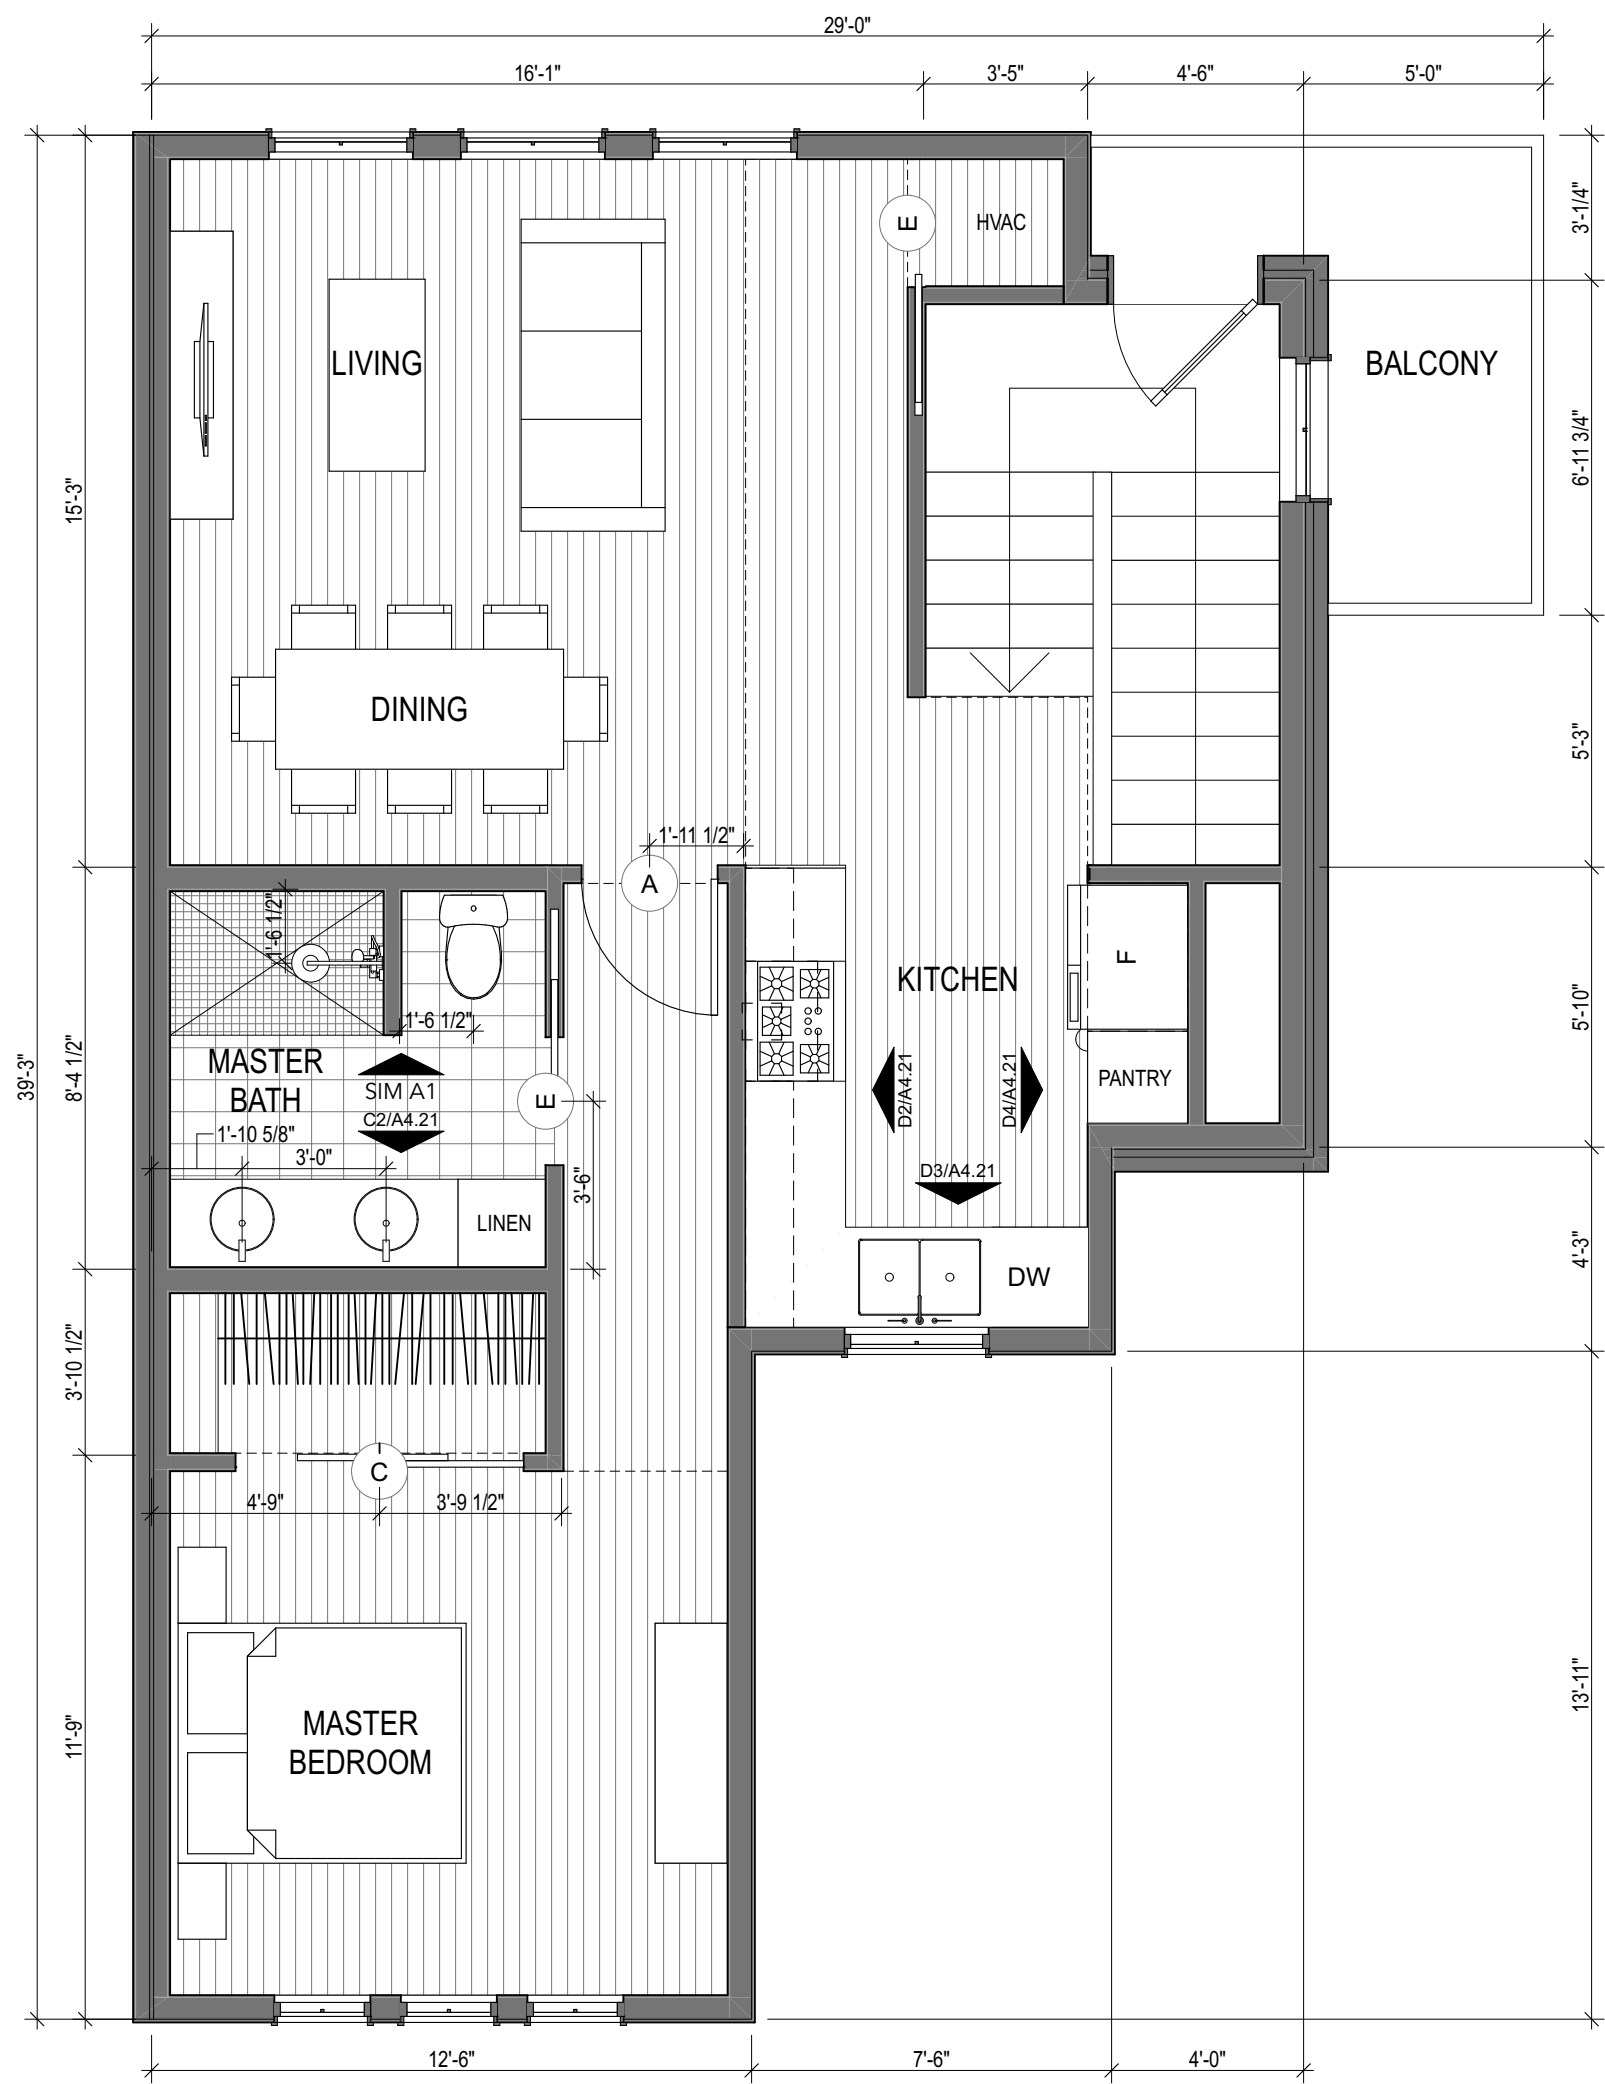 29'-0"
16'-1"
3'-5"
4'-6"
5'-0"
3'-1/4"
E
HVAC
LIVING
BALCONY
6'-11 3/4"
15'-3"
DINING
5'-3"
1'-11 1/2"
A
1'-6 1/2"
F
KITCHEN
5'-10"
1'-6 1/2"
39'-3"
8'-4 1/2"
MASTER
BATH
SIM A1
C2/A4.21
E
D2/A4.21
D4/A4.21
PANTRY
1'-10 5/8"
3'-0"
D3/A4.21
3'-6"
LINEN
4'-3"
DW
3'-10 1/2"
C
4'-9"
3'-9 1/2"
13'-11"
11'-9"
MASTER
BEDROOM
12'-6"
7'-6"
4'-0"